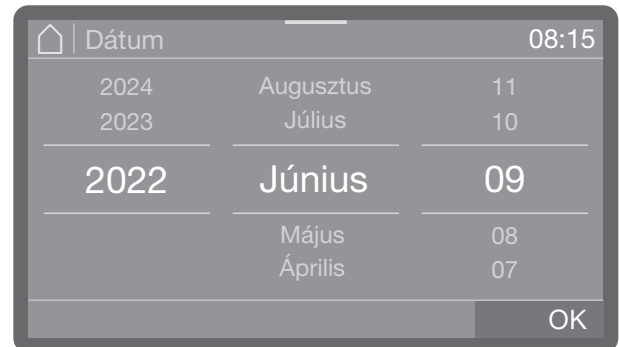 Dátum 08:15
2024 Augusztus 11
2023 Július 10
2022 Június 09
Május 08
Április 07
OK